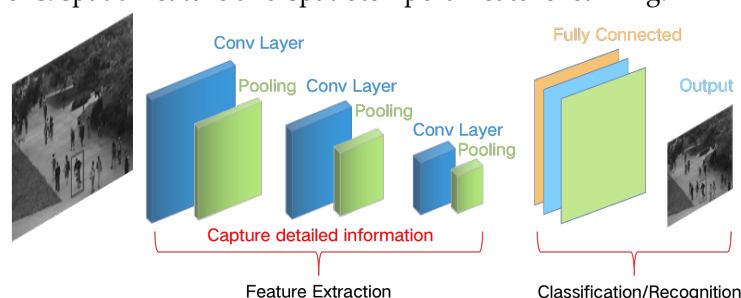 Conv Layer
Pooling
Conv Layer
Pooling
Conv Layer
Pooling
Fully Connected
Output
Capture detailed information
Feature Extraction
Classification/Recognition